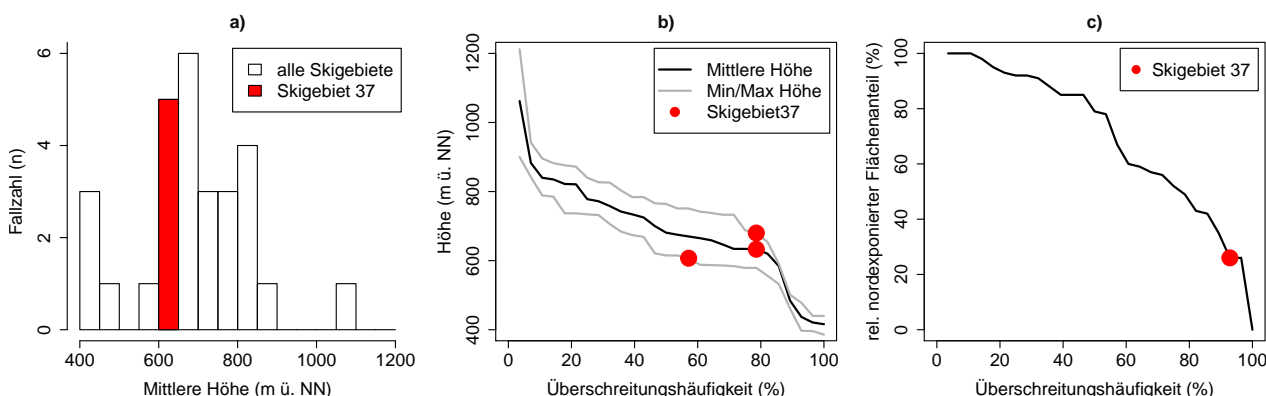 a)
Fallzahl (n)
6
4
2
0
alle Skigebiete
Skigebiet 37
400 600 800 1000 1200
Mittlere Höhe (m ü. NN)
b)
Höhe (m ü. NN)
1200
1000
800
600
400
Mittlere Höhe
Min/Max Höhe
Skigebiet37
0 20 40 60 80 100
Überschreitungshäufigkeit (%)
c)
rel. nordexponierter Flächenanteil (%)
100
80
60
40
20
0
Skigebiet 37
0 20 40 60 80 100
Überschreitungshäufigkeit (%)